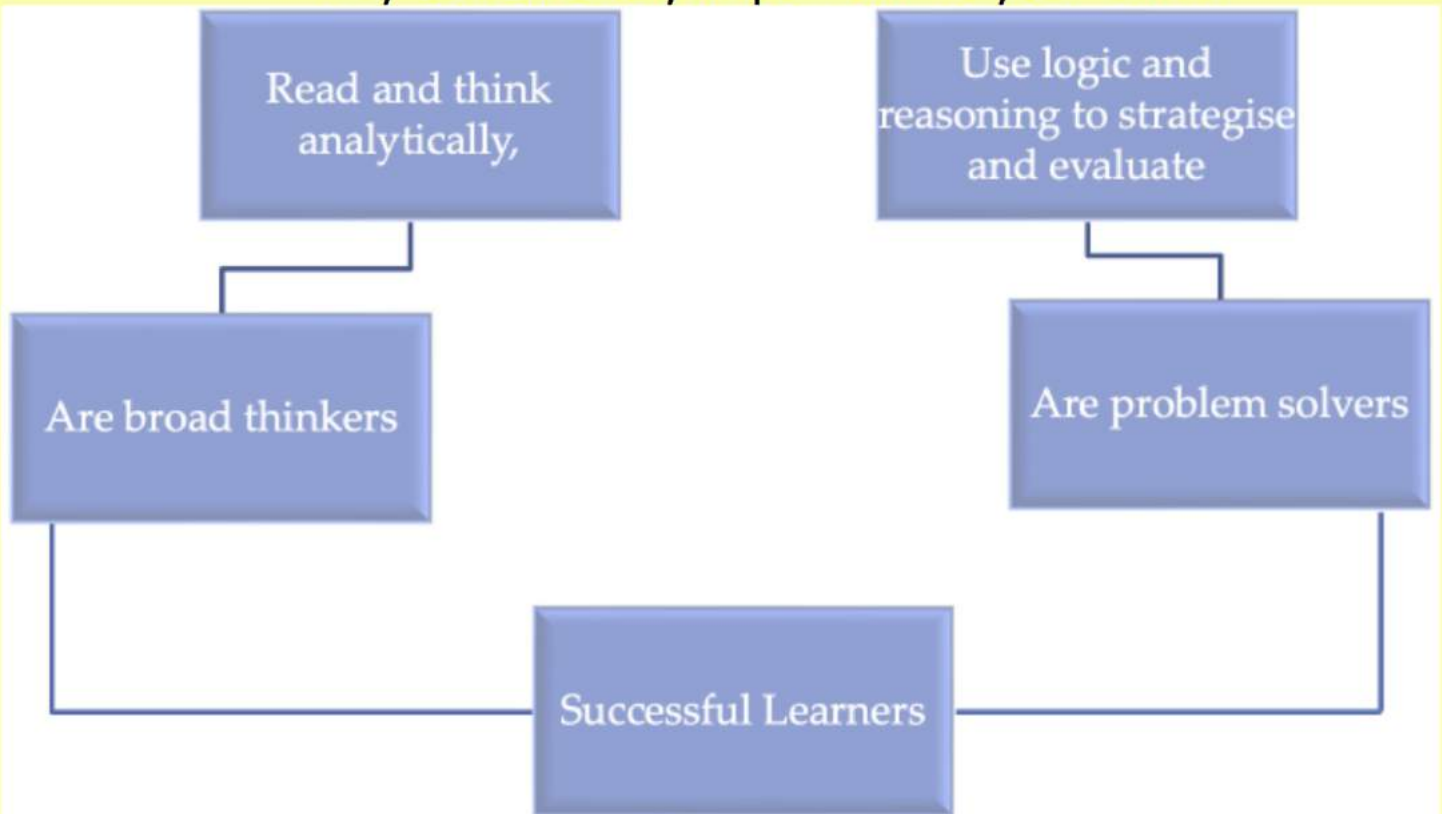 Read and think
analytically,
Use logic and
reasoning to strategise
and evaluate
Are broad thinkers
Are problem solvers
Successful Learners